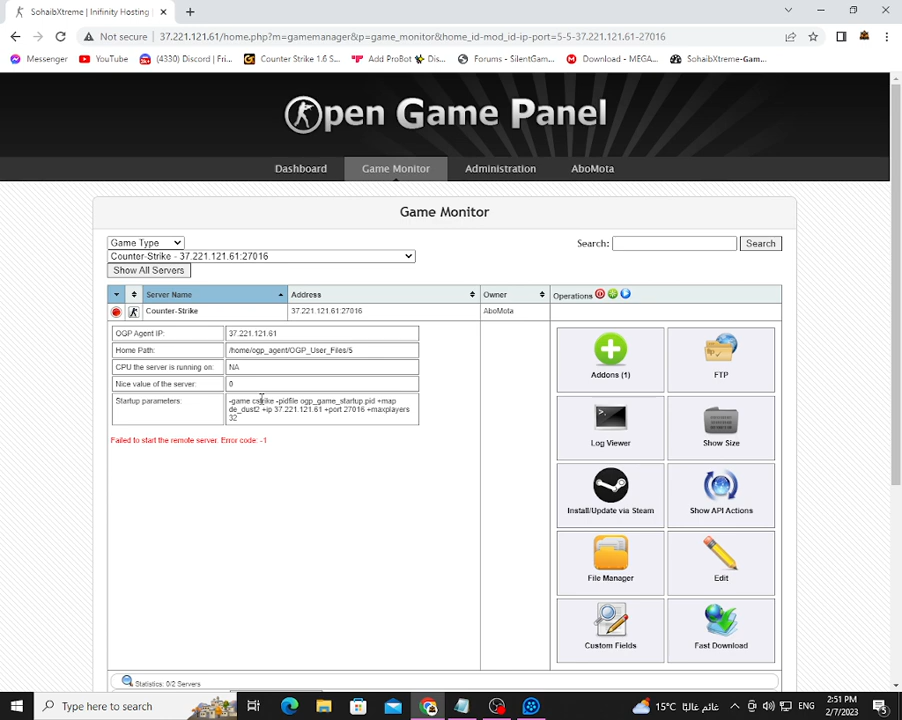 SohaibXtreme | Inifinity Hosting
Not secure
37.221.121.61/home.php?m=gamemanager&p=game_monitor&home_id-mod_id-ip-port=5-5-37.221.121.61-27016
Messenger
YouTube
(4330) Discord | Fri...
Counter Strike 1.6 S...
Add ProBot Dis...
Forums - SilentGam...
Download - MEGA...
SohaibXtreme-Gam...
Open Game Panel
Dashboard
Game Monitor
Administration
AboMota
Game Monitor
Game Type
Search:
Search
Counter-Strike - 37.221.121.61:27016
Show All Servers
Server Name
Address
Owner
Operations
Counter-Strike
37.221.121.61:27016
AboMota
OGP Agent IP:
37.221.121.61
Home Path:
/home/ogp_agent/OGP_User_Files/5
CPU the server is running on:
NA
Nice value of the server:
0
Startup parameters:
-game cstrike -pidfile ogp_game_startup.pid +map
de_dust2 +ip 37.221.121.61 +port 27016 +maxplayers
32
Failed to start the remote server. Error code: -1
Addons (1)
FTP
Log Viewer
Show Size
Install/Update via Steam
Show API Actions
File Manager
Edit
Custom Fields
Fast Download
Statistics: 0/2 Servers
Type here to search
15°C
غائم غالبًا
ENG
2:51 PM
2/7/2023
5